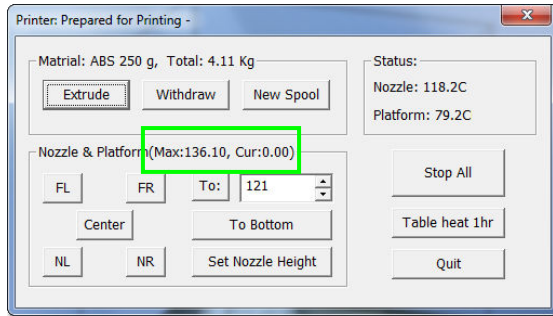 Printer: Prepared for Printing -
Matrial: ABS 250 g, Total: 4.11 Kg
Extrude Withdraw New Spool
Status:
Nozzle: 118.2C
Platform: 79.2C
Nozzle & Platform(Max:136.10, Cur:0.00)
FL FR To: 121
Center To Bottom
NL NR Set Nozzle Height
Stop All
Table heat 1hr
Quit